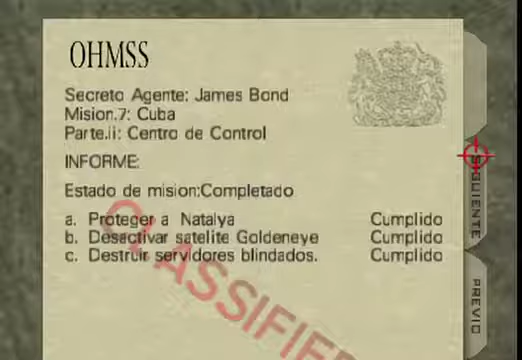 OHMSS
Secreto Agente: James Bond
Mision.7: Cuba
Parte.ii: Centro de Control
INFORME:
Estado de mision:Completado
a. Proteger a Natalya Cumplido
b. Desactivar satelite Goldeneye Cumplido
c. Destruir servidores blindados. Cumplido
CLASSIFIED
SIGUIENTE
PREVIO